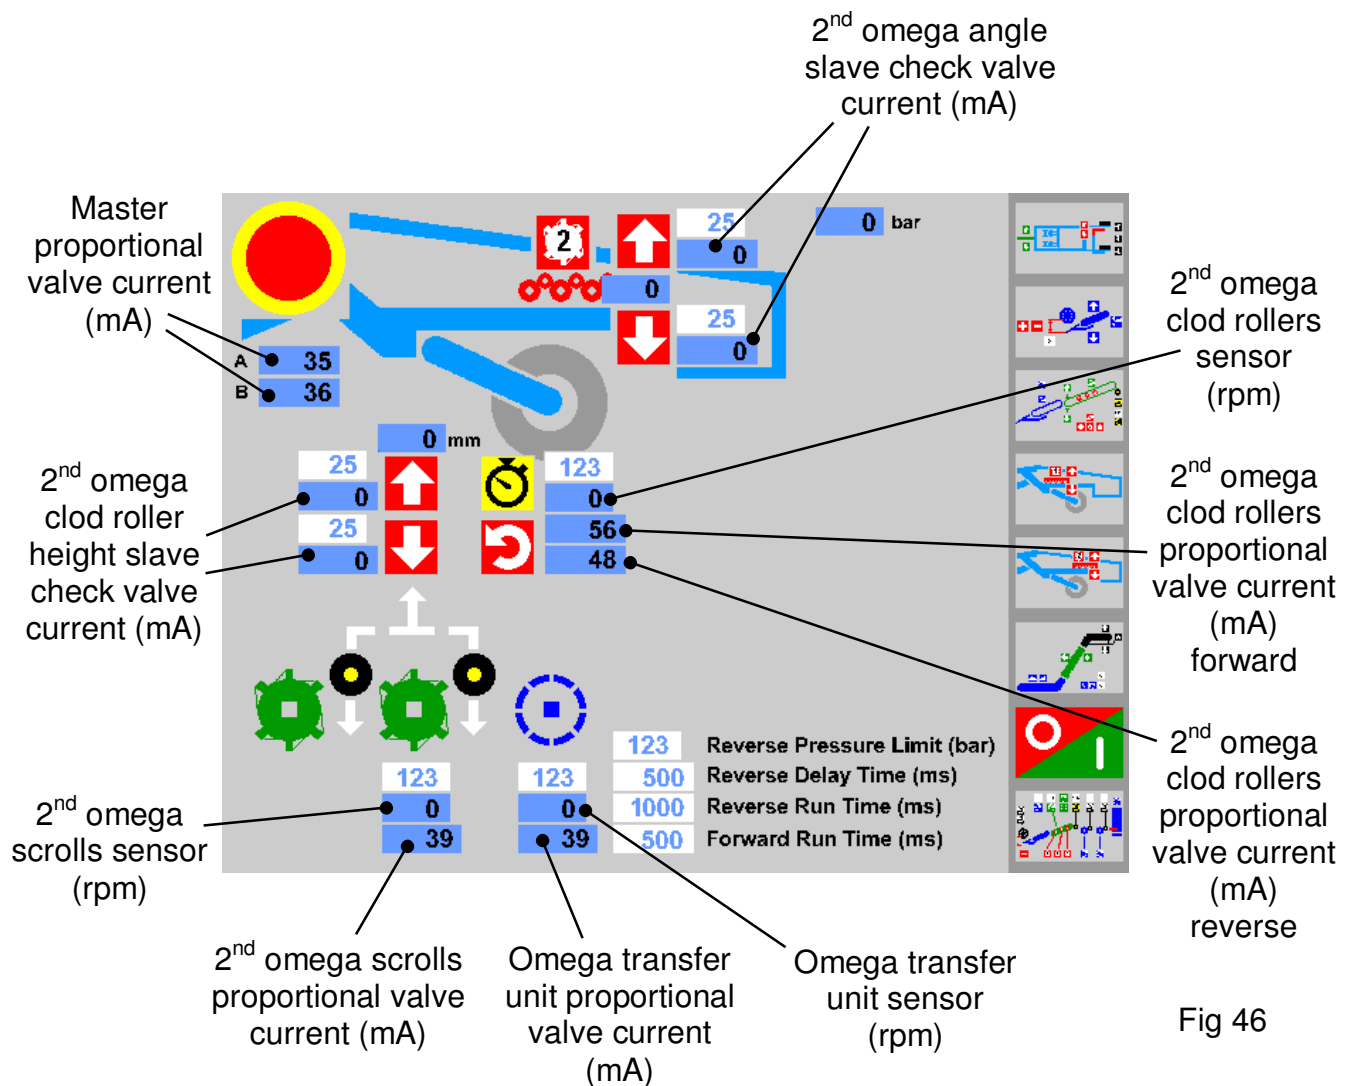 2nd omega angle
slave check valve
current (mA)
Master
proportional
valve current
(mA)
2
25
0
0 bar
0
25
0
A 35
B 36
2nd omega
clod rollers
sensor
(rpm)
0 mm
25
0
25
0
123
0
56
48
2nd omega
clod roller
height slave
check valve
current (mA)
2nd omega
clod rollers
proportional
valve current
(mA)
forward
123 Reverse Pressure Limit (bar)
500 Reverse Delay Time (ms)
1000 Reverse Run Time (ms)
500 Forward Run Time (ms)
123
0
39
123
0
39
2nd omega
scrolls sensor
(rpm)
2nd omega
clod rollers
proportional
valve current
(mA)
reverse
2nd omega scrolls
proportional valve
current (mA)
Omega transfer
unit proportional
valve current
(mA)
Omega transfer
unit sensor
(rpm)
Fig 46